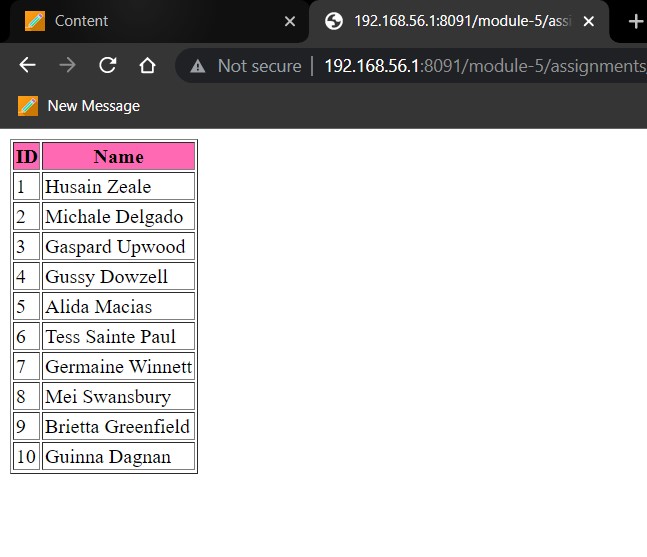 Content
192.168.56.1:8091/module-5/assi
Not secure | 192.168.56.1:8091/module-5/assignments
New Message
ID Name
1 Husain Zeale
2 Michale Delgado
3 Gaspard Upwood
4 Gussy Dowzell
5 Alida Macias
6 Tess Sainte Paul
7 Germaine Winnett
8 Mei Swansbury
9 Brietta Greenfield
10 Guinna Dagnan